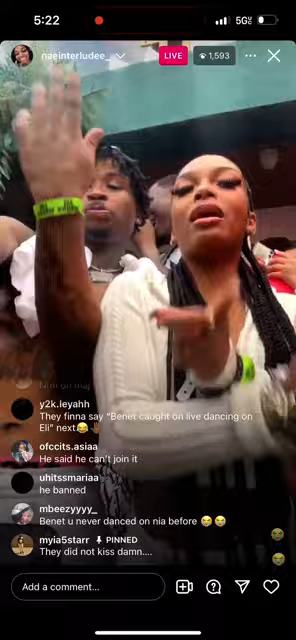 5:22
5G
naeinterludee_
LIVE
1,593
y2k.leyahh
They finna say “Benet caught on live dancing on
Eli” next😂
ofccits.asiaa
He said he can’t join it
uhitssmariaa
he banned
mbeezyyyy_
Benet u never danced on nia before 😭😭
myia5starr PINNED
They did not kiss damn....
Add a comment...